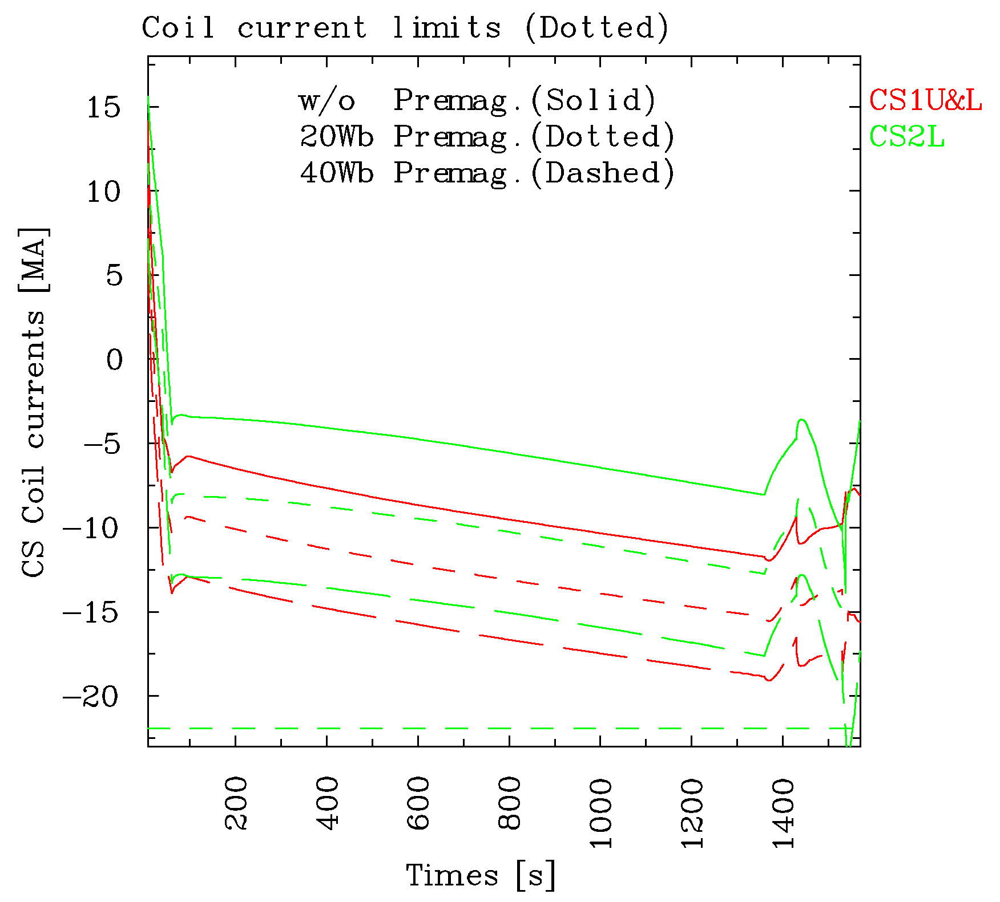 Coil current limits (Dotted)
w/o Premag.(Solid)
20Wb Premag.(Dotted)
40Wb Premag.(Dashed)
CS1U&L
CS2L
CS Coil currents [MA]
15
10
5
0
−5
−10
−15
−20
200
400
600
800
1000
1200
1400
Times [s]